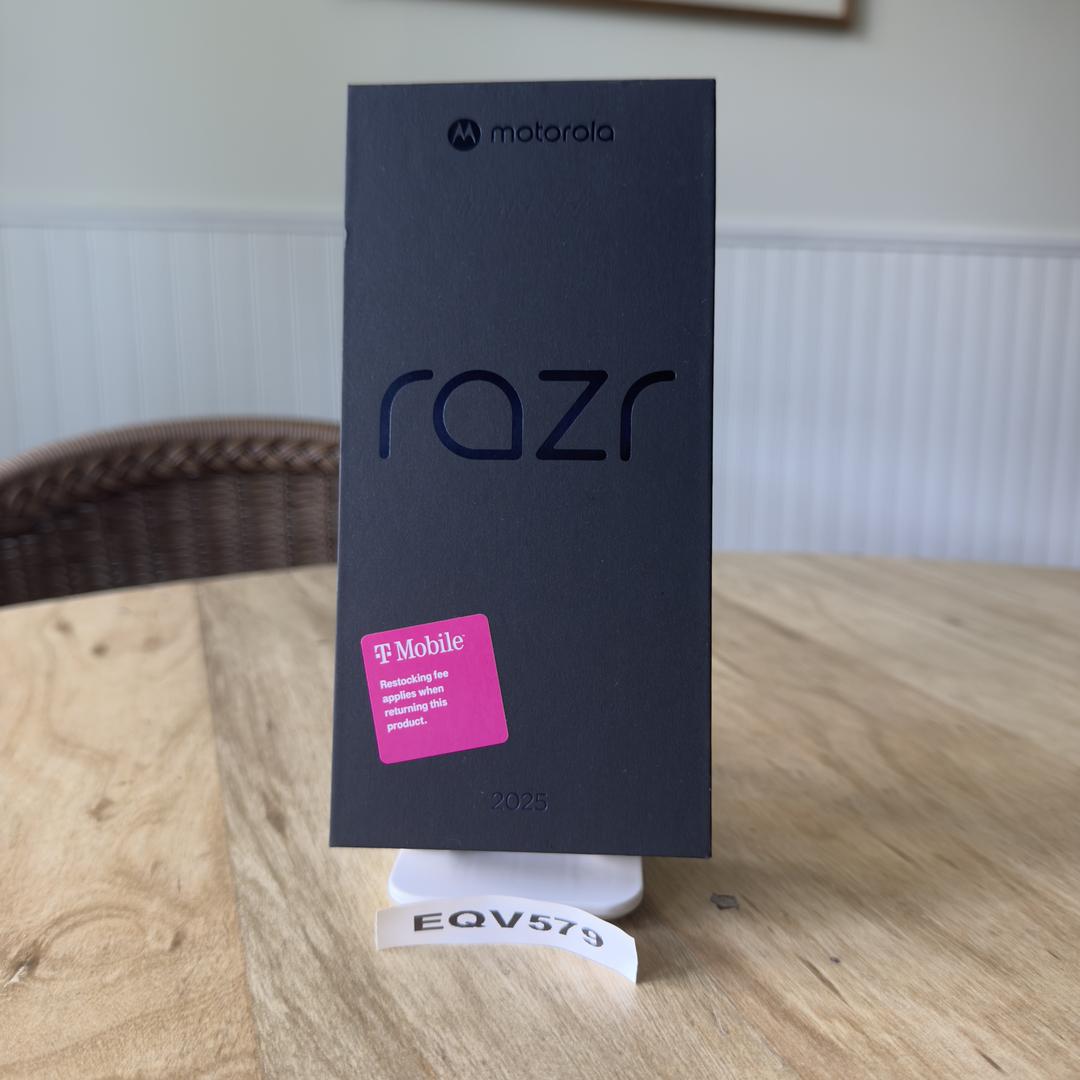 motorola
razr
T Mobile
Restocking fee
applies when
returning this
product.
2025
EQV579